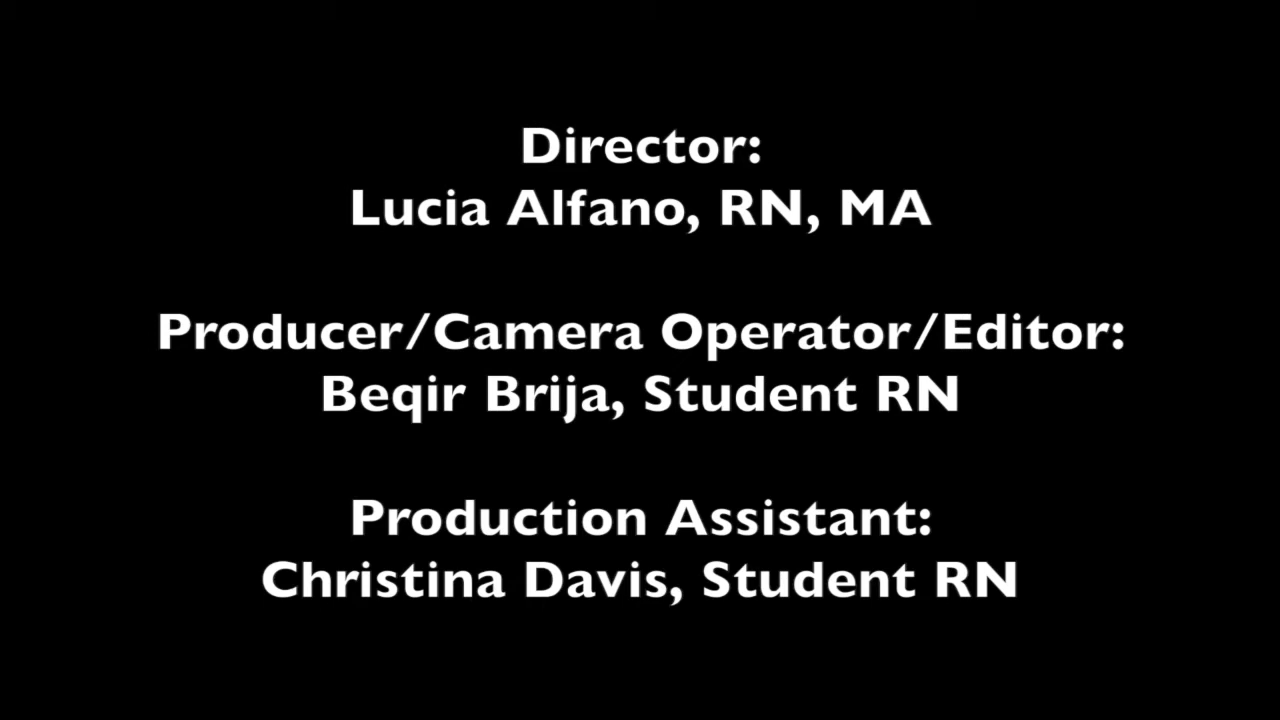 Director:
Lucia Alfano, RN, MA
Producer/Camera Operator/Editor:
Beqir Brija, Student RN
Production Assistant:
Christina Davis, Student RN